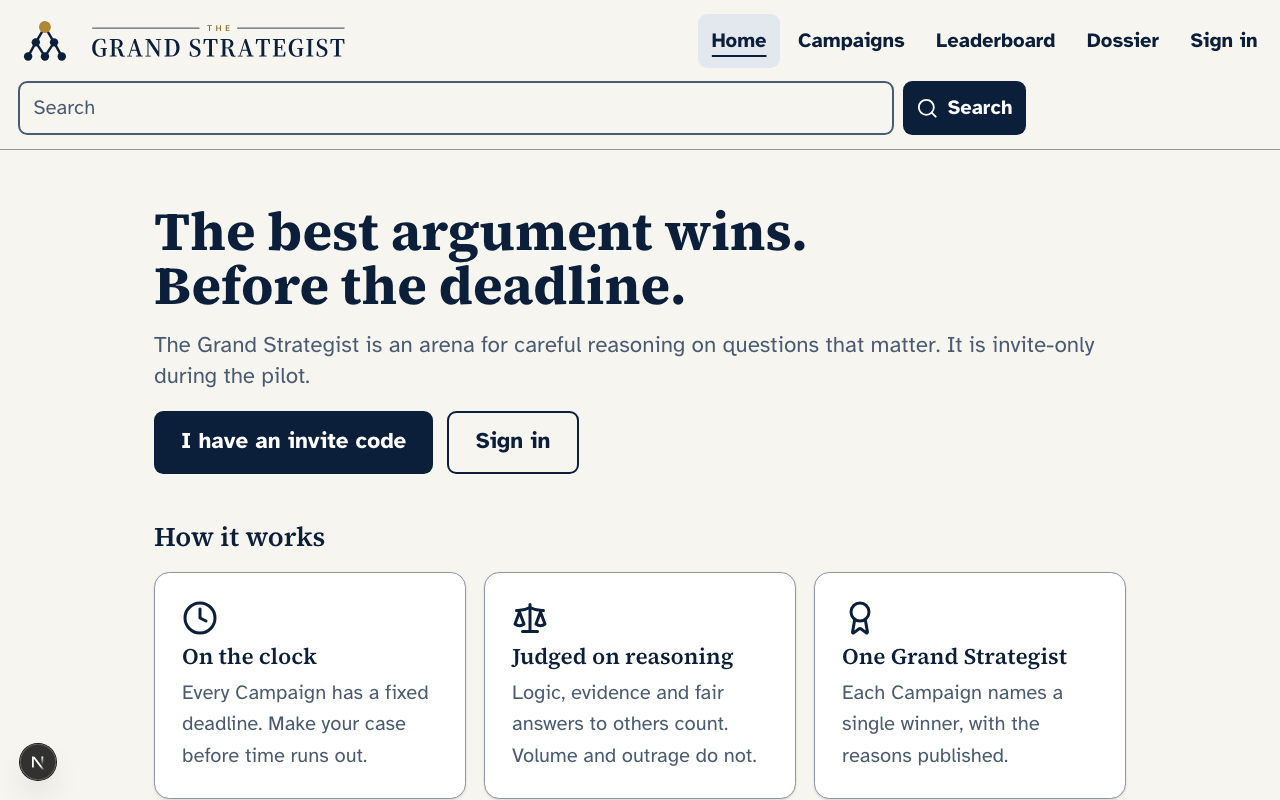 THE
GRAND STRATEGIST
Home Campaigns Leaderboard Dossier Sign in
Search Search
The best argument wins.
Before the deadline.
The Grand Strategist is an arena for careful reasoning on questions that matter. It is invite-only
during the pilot.
I have an invite code Sign in
How it works
On the clock
Every Campaign has a fixed
deadline. Make your case
before time runs out.
Judged on reasoning
Logic, evidence and fair
answers to others count.
Volume and outrage do not.
One Grand Strategist
Each Campaign names a
single winner, with the
reasons published.
N